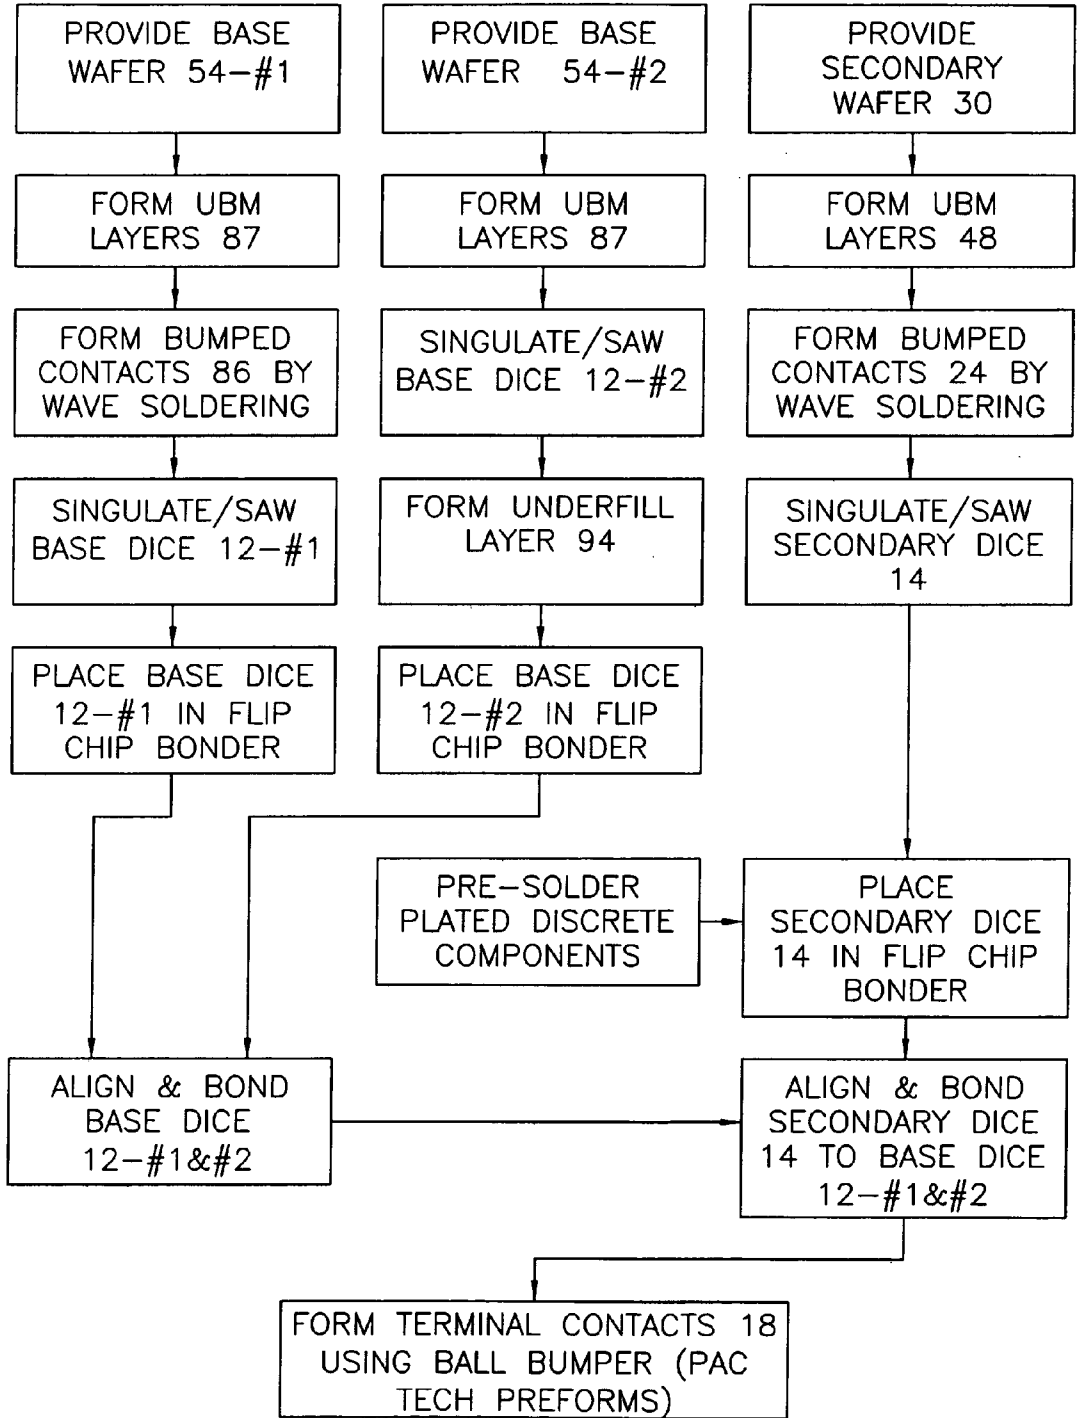 PROVIDE BASE
WAFER 54-#1
PROVIDE BASE
WAFER 54-#2
PROVIDE
SECONDARY
WAFER 30
FORM UBM
LAYERS 87
FORM UBM
LAYERS 87
FORM UBM
LAYERS 48
FORM BUMPED
CONTACTS 86 BY
WAVE SOLDERING
SINGULATE/SAW
BASE DICE 12-#2
FORM BUMPED
CONTACTS 24 BY
WAVE SOLDERING
SINGULATE/SAW
BASE DICE 12-#1
FORM UNDERFILL
LAYER 94
SINGULATE/SAW
SECONDARY DICE
14
PLACE BASE DICE
12-#1 IN FLIP
CHIP BONDER
PLACE BASE DICE
12-#2 IN FLIP
CHIP BONDER
PRE-SOLDER
PLATED DISCRETE
COMPONENTS
PLACE
SECONDARY DICE
14 IN FLIP CHIP
BONDER
ALIGN & BOND
BASE DICE
12-#1&#2
ALIGN & BOND
SECONDARY DICE
14 TO BASE DICE
12-#1&#2
FORM TERMINAL CONTACTS 18
USING BALL BUMPER (PAC
TECH PREFORMS)